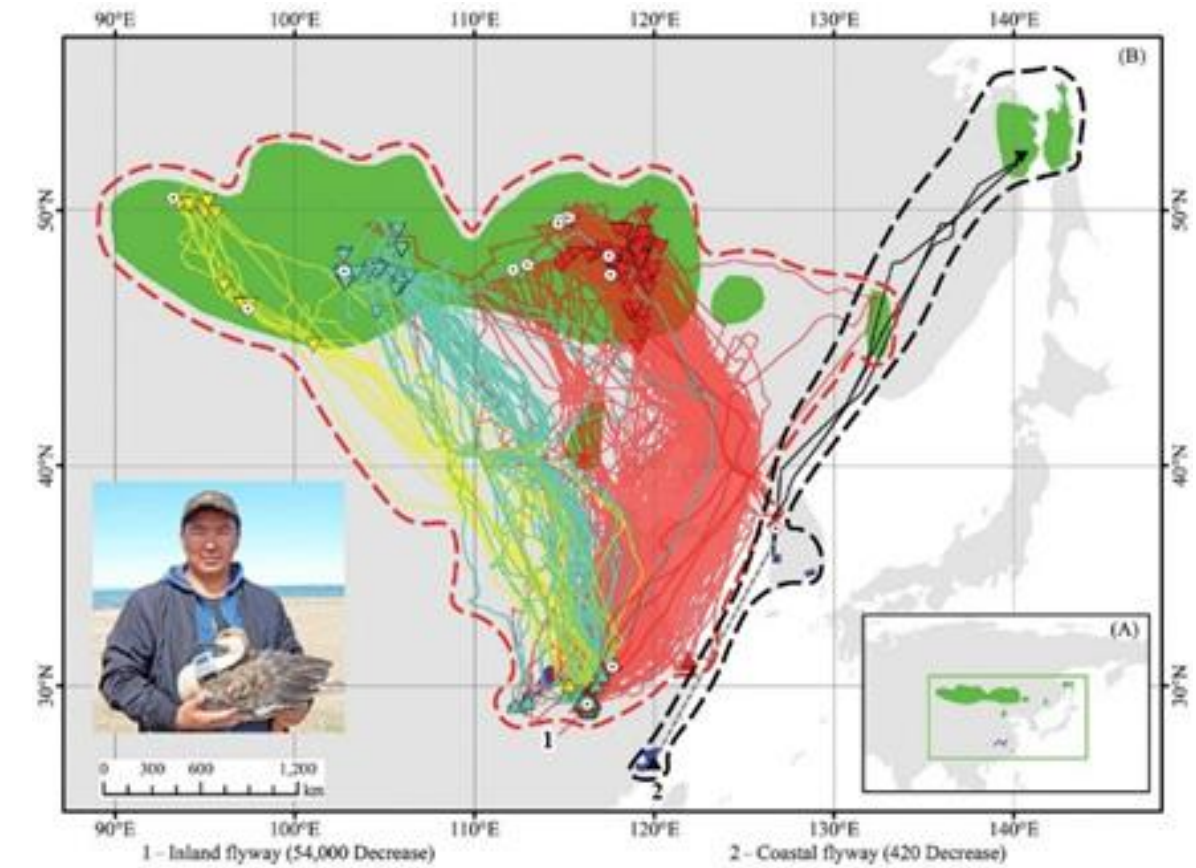 90°E 100°E 110°E 120°E 130°E 140°E
(B)
50°N 50°N
40°N 40°N
30°N 30°N
(A)
1
2
0 300 600 1,200
km
90°E 100°E 110°E 120°E 130°E 140°E
1 - Inland flyway (54,000 Decrease) 2 - Coastal flyway (420 Decrease)